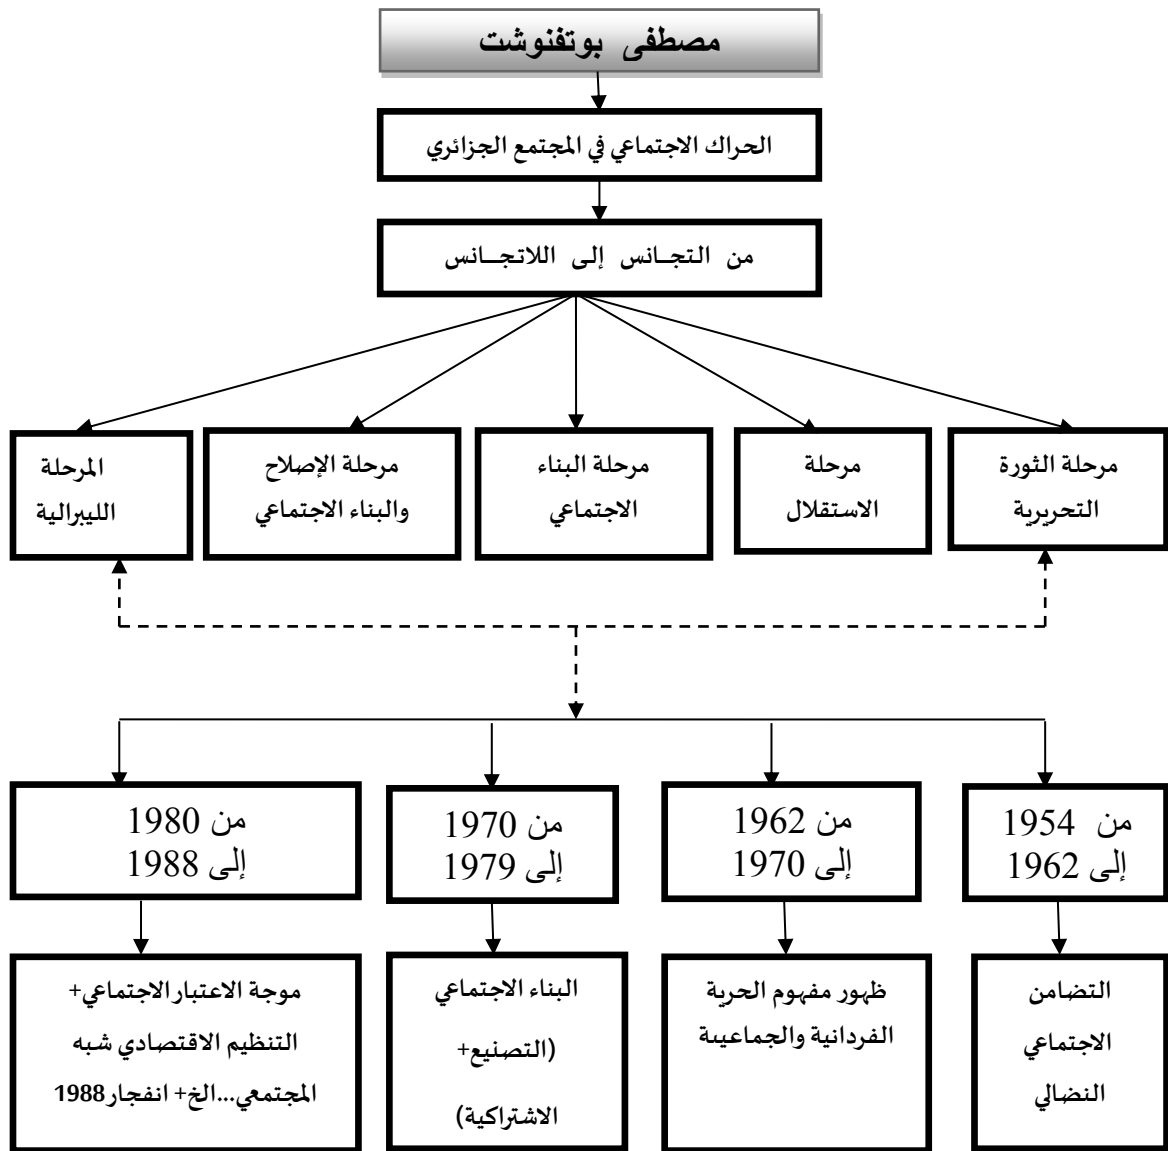 مصطفى بوتفنوشت
الحراك الاجتماعي في المجتمع الجزائري
من التجانس إلى اللاتجانس
مرحلة الثورة
التحريرية
مرحلة
الاستقلال
مرحلة البناء
الاجتماعي
مرحلة الإصلاح
والبناء الاجتماعي
المرحلة
الليبرالية
من 1954
إلى 1962
من 1962
إلى 1970
من 1970
إلى 1979
من 1980
إلى 1988
التضامن
الاجتماعي
النضالي
ظهور مفهوم الحرية
الفردانية والجماعيىة
البناء الاجتماعي
(التصنيع+
الاشتراكية)
موجة الاعتبار الاجتماعي+
التنظيم الاقتصادي شبه
المجتمعي...الخ+ انفجار 1988